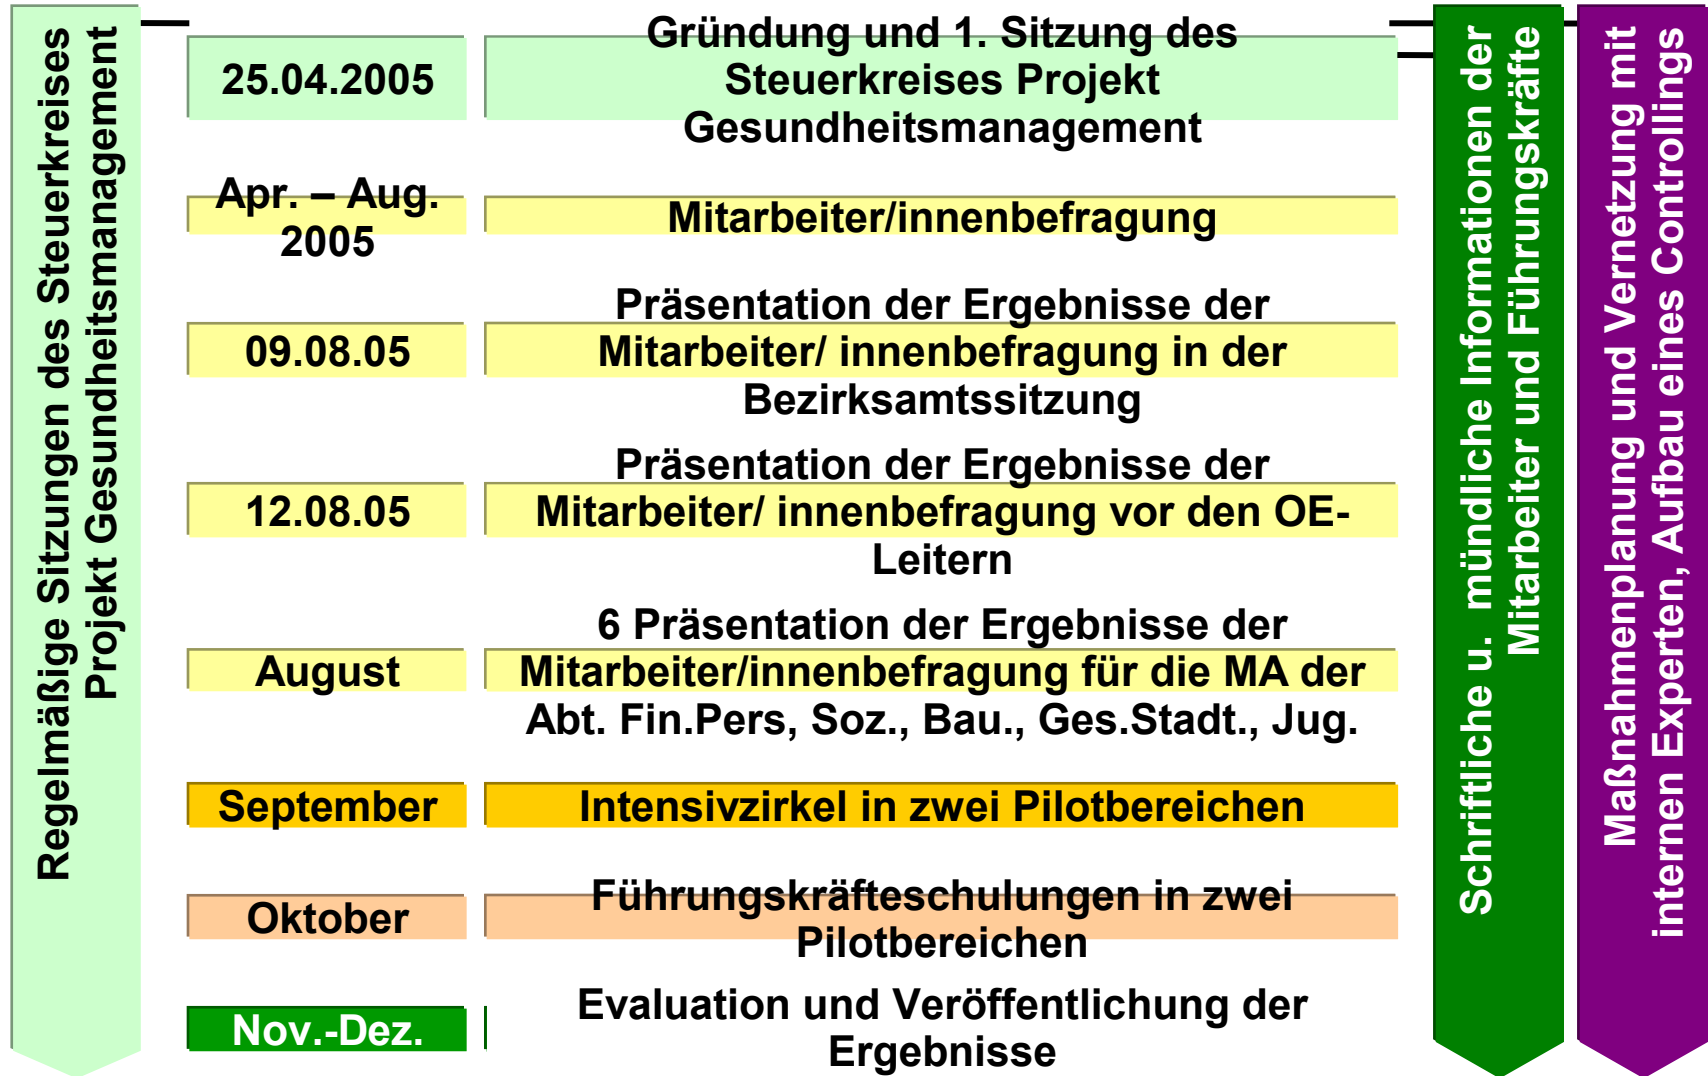 Regelmäßige Sitzungen des Steuerkreises
Projekt Gesundheitsmanagement
25.04.2005
Gründung und 1. Sitzung des
Steuerkreises Projekt
Gesundheitsmanagement
Apr. – Aug.
2005
Mitarbeiter/innenbefragung
09.08.05
Präsentation der Ergebnisse der
Mitarbeiter/ innenbefragung in der
Bezirksamtssitzung
12.08.05
Präsentation der Ergebnisse der
Mitarbeiter/ innenbefragung vor den OE-
Leitern
August
6 Präsentation der Ergebnisse der
Mitarbeiter/innenbefragung für die MA der
Abt. Fin.Pers, Soz., Bau., Ges.Stadt., Jug.
September
Intensivzirkel in zwei Pilotbereichen
Oktober
Führungskräfteschulungen in zwei
Pilotbereichen
Nov.-Dez.
Evaluation und Veröffentlichung der
Ergebnisse
Schriftliche u. mündliche Informationen der
Mitarbeiter und Führungskräfte
Maßnahmenplanung und Vernetzung mit
internen Experten, Aufbau eines Controllings